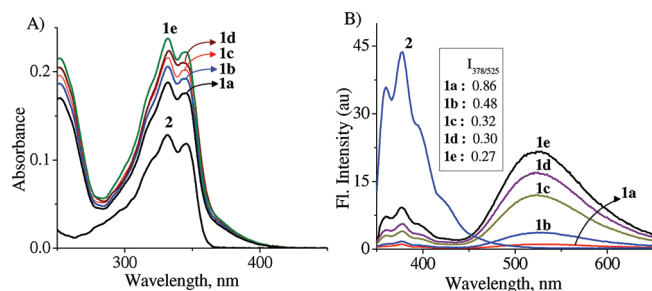 A)
1e
1d
1c
1b
1a
2
0.2
0.1
0.0
Absorbance
300
400
Wavelength, nm
B)
2
I378/525
1a : 0.86
1b : 0.48
1c : 0.32
1d : 0.30
1e : 0.27
1e
1d
1c
1b
1a
45
30
15
0
Fl. Intensity (au)
400
500
600
Wavelength, nm